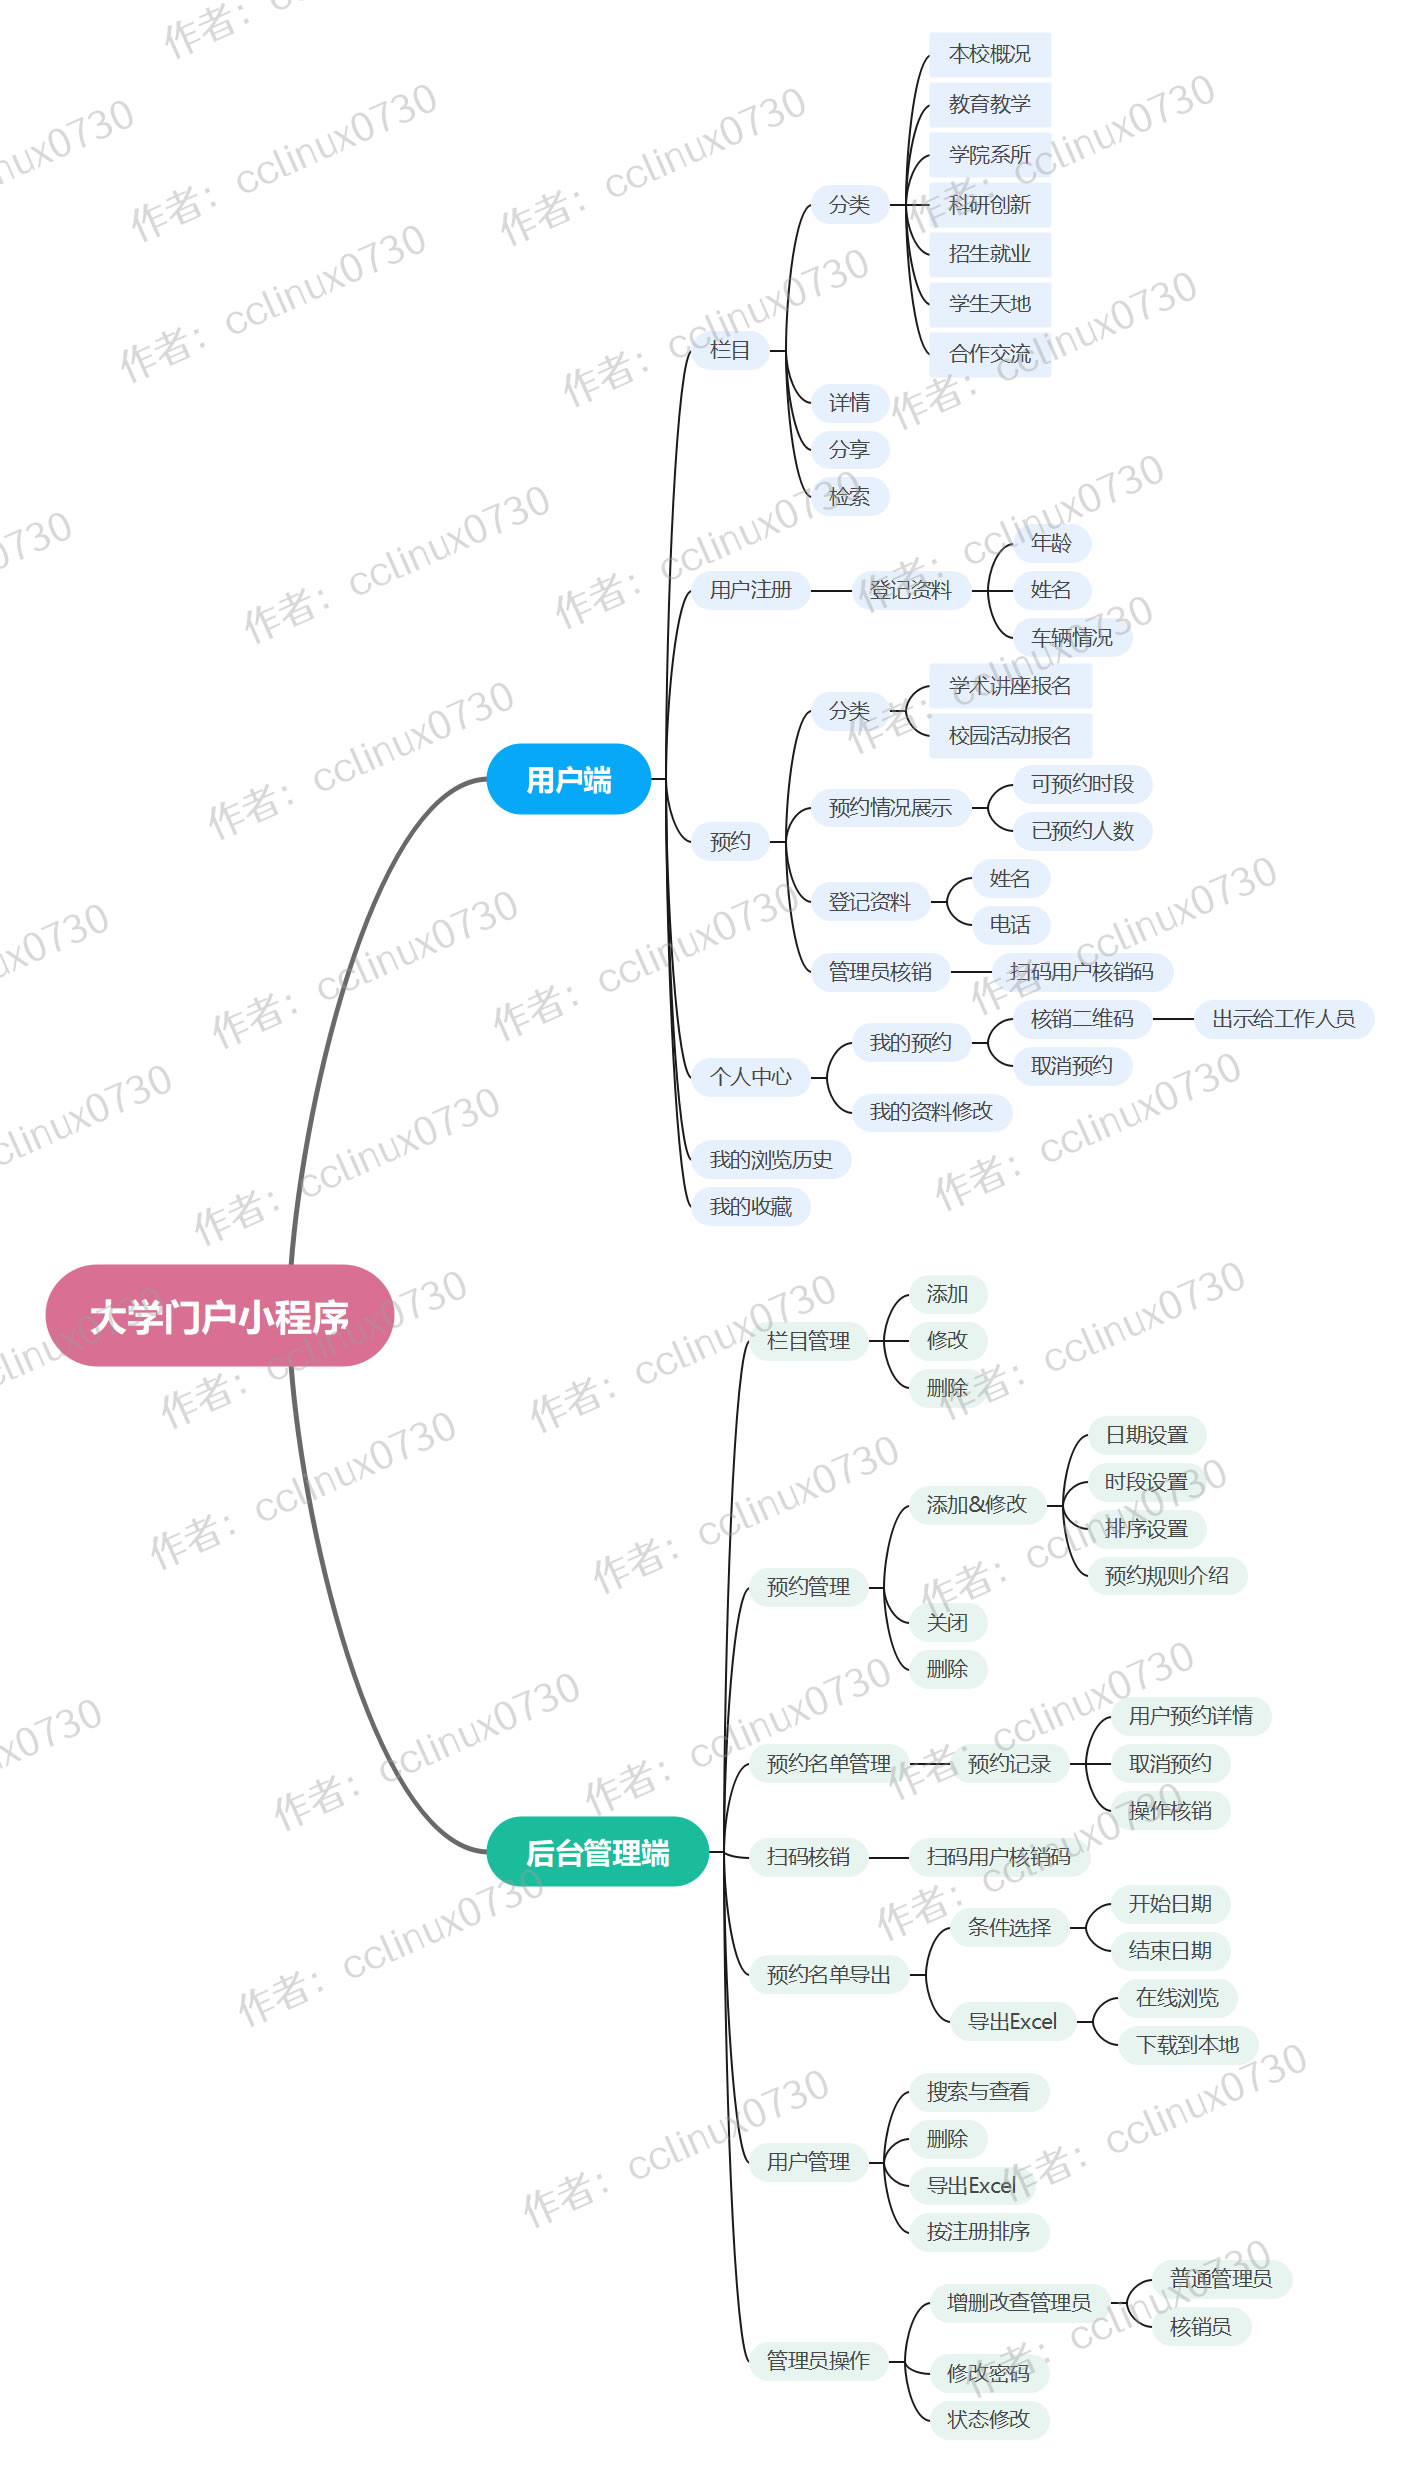 大学门户小程序
用户端
栏目
分类
本校概况
教育教学
学院系所
科研创新
招生就业
学生天地
合作交流
详情
分享
检索
用户注册
登记资料
年龄
姓名
车辆情况
预约
分类
学术讲座报名
校园活动报名
预约情况展示
可预约时段
已预约人数
登记资料
姓名
电话
管理员核销
扫码用户核销码
个人中心
我的预约
核销二维码
出示给工作人员
取消预约
我的资料修改
我的浏览历史
我的收藏
后台管理端
栏目管理
添加
修改
删除
预约管理
添加&修改
日期设置
时段设置
排序设置
预约规则介绍
关闭
删除
预约名单管理
预约记录
用户预约详情
取消预约
操作核销
扫码核销
扫码用户核销码
预约名单导出
条件选择
开始日期
结束日期
导出Excel
在线浏览
下载到本地
用户管理
搜索与查看
删除
导出Excel
按注册排序
管理员操作
增删改查管理员
普通管理员
核销员
修改密码
状态修改
作者：cclinux0730